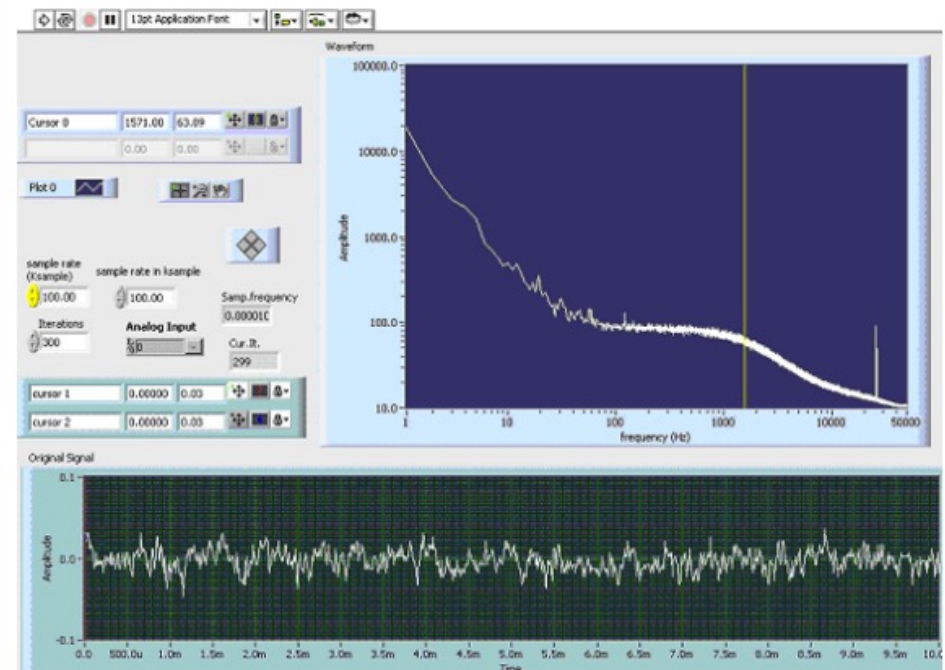 13pt Application Font
Waveform
Cursor 0 1571.00 63.09
0.00 0.00
Plot 0
sample rate
(Ksample)
100.00
sample rate in ksample
100.00
Samp.frequency
0.00001
Iterations
300
Analog Input
0
Cur.It.
299
cursor 1 0.00000 0.03
cursor 2 0.00000 0.03
100000.0
10000.0
1000.0
100.0
10.0
Amplitude
1 10 100 1000 10000 50000
frequency (Hz)
Original Signal
0.1
0.0
-0.1
Amplitude
0.0 500.0u 1.0m 1.5m 2.0m 2.5m 3.0m 3.5m 4.0m 4.5m 5.0m 5.5m 6.0m 6.5m 7.0m 7.5m 8.0m 8.5m 9.0m 9.5m 10.0
Time